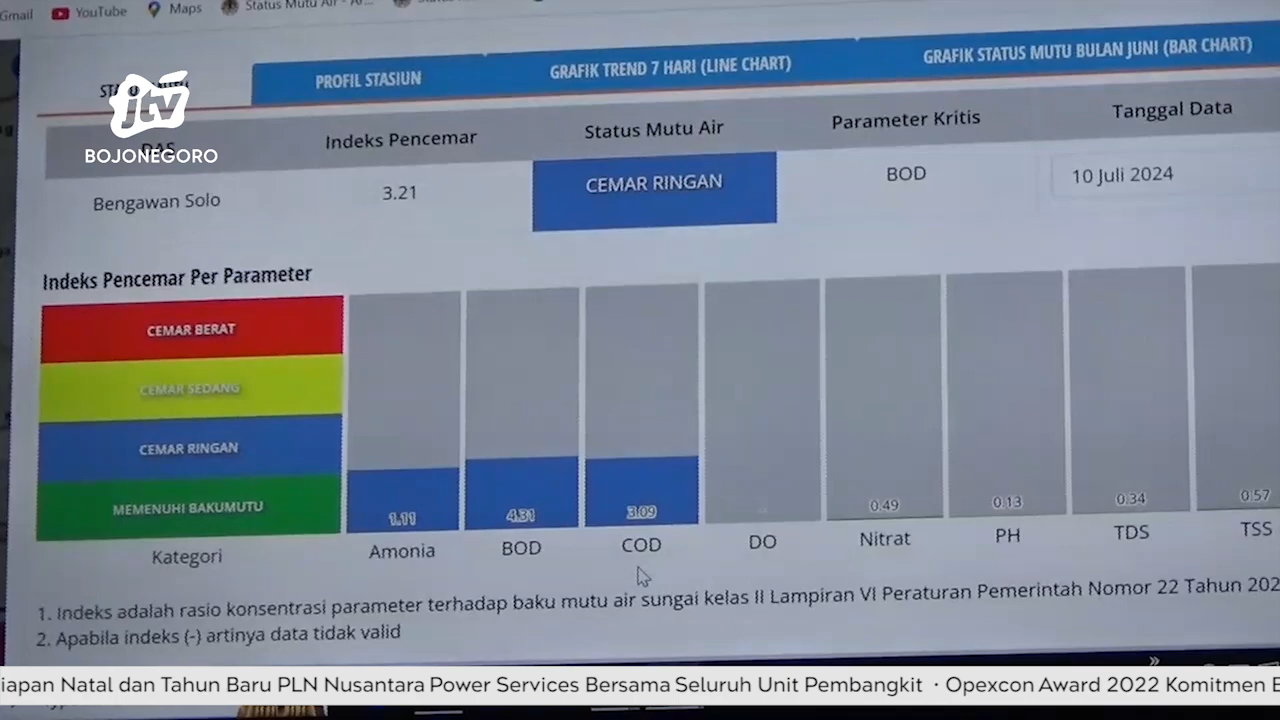 Gmail
YouTube
Maps
Status Mutu Air - Ar...
PROFIL STASIUN
GRAFIK TREND 7 HARI (LINE CHART)
GRAFIK STATUS MUTU BULAN JUNI (BAR CHART)
jtv
BOJONEGORO
DAS
Indeks Pencemar
Status Mutu Air
Parameter Kritis
Tanggal Data
Bengawan Solo
3.21
CEMAR RINGAN
BOD
10 Juli 2024
Indeks Pencemar Per Parameter
CEMAR BERAT
CEMAR SEDANG
CEMAR RINGAN
MEMENUHI BAKUMUTU
1.11
4.31
3.09
-
0.49
0.13
0.34
0.57
Kategori
Amonia
BOD
COD
DO
Nitrat
PH
TDS
TSS
1. Indeks adalah rasio konsentrasi parameter terhadap baku mutu air sungai kelas II Lampiran VI Peraturan Pemerintah Nomor 22 Tahun 202
2. Apabila indeks (-) artinya data tidak valid
iapan Natal dan Tahun Baru PLN Nusantara Power Services Bersama Seluruh Unit Pembangkit · Opexcon Award 2022 Komitmen E